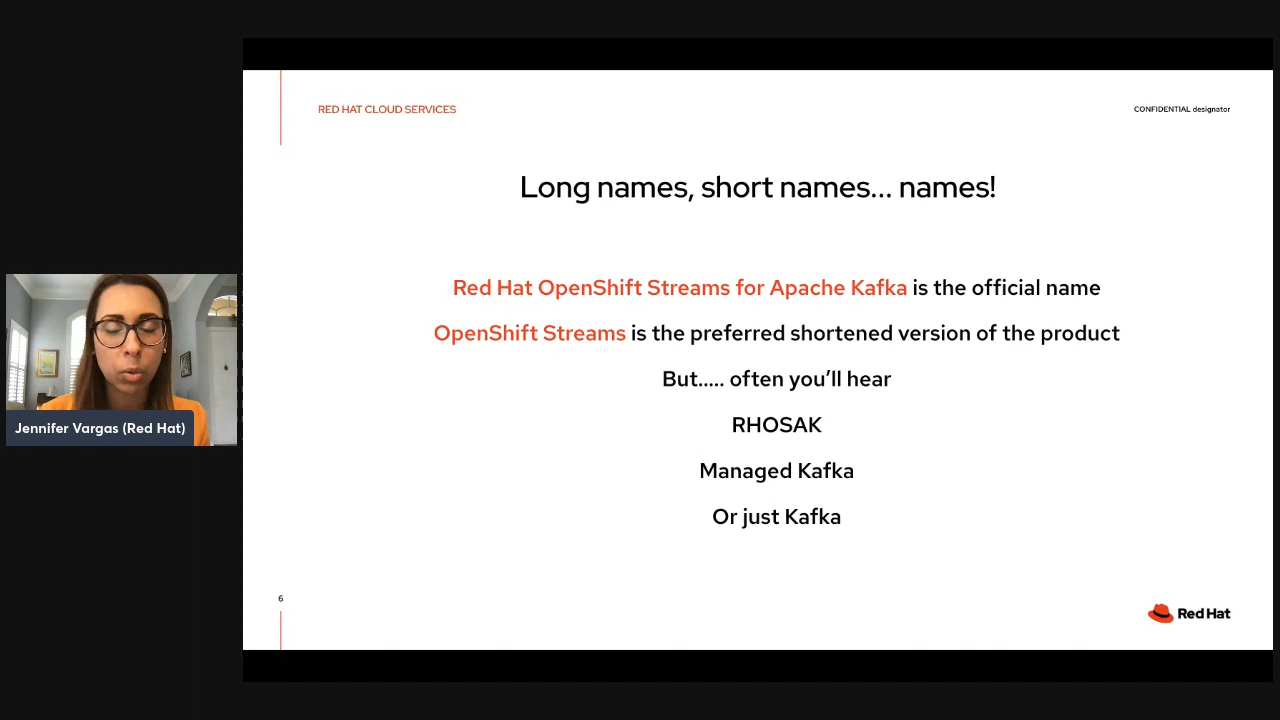 RED HAT CLOUD SERVICES
CONFIDENTIAL designator
Long names, short names... names!
Red Hat OpenShift Streams for Apache Kafka is the official name
OpenShift Streams is the preferred shortened version of the product
But..... often you’ll hear
RHOSAK
Managed Kafka
Or just Kafka
Jennifer Vargas (Red Hat)
6
Red Hat